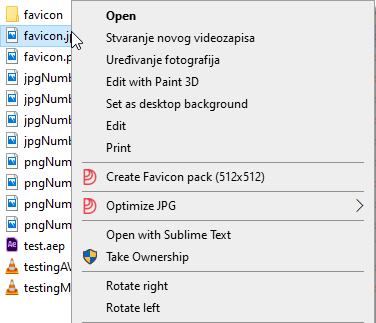 favicon
favicon.jp
favicon.p
jpgNumb
jpgNumb
jpgNumb
jpgNumb
pngNum
pngNum
pngNum
pngNum
Ae
test.aep
testingAV
testingM
Open
Stvaranje novog videozapisa
Uređivanje fotografija
Edit with Paint 3D
Set as desktop background
Edit
Print
Create Favicon pack (512x512)
Optimize JPG
Open with Sublime Text
Take Ownership
Rotate right
Rotate left